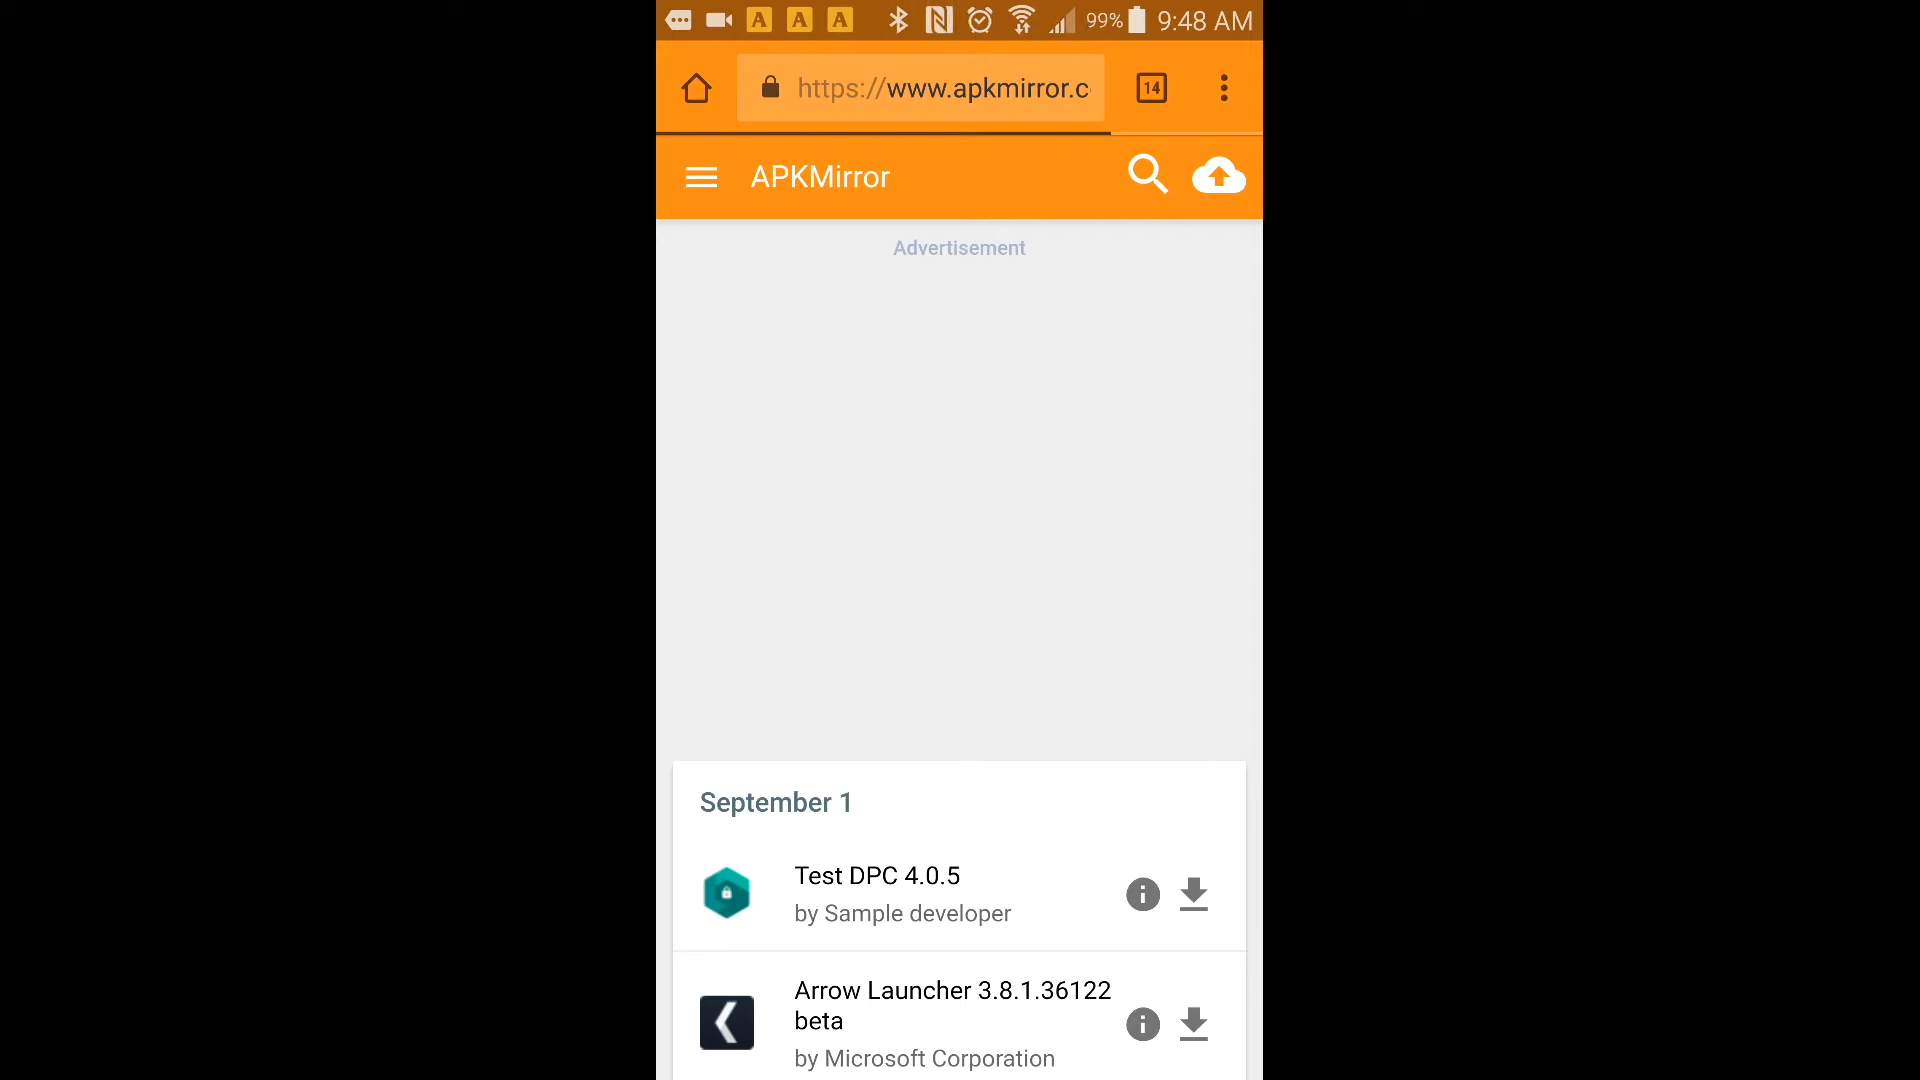 A A A 99% 9:48 AM
https://www.apkmirror.c
14
APKMirror
Advertisement
September 1
Test DPC 4.0.5
by Sample developer
Arrow Launcher 3.8.1.36122
beta
by Microsoft Corporation